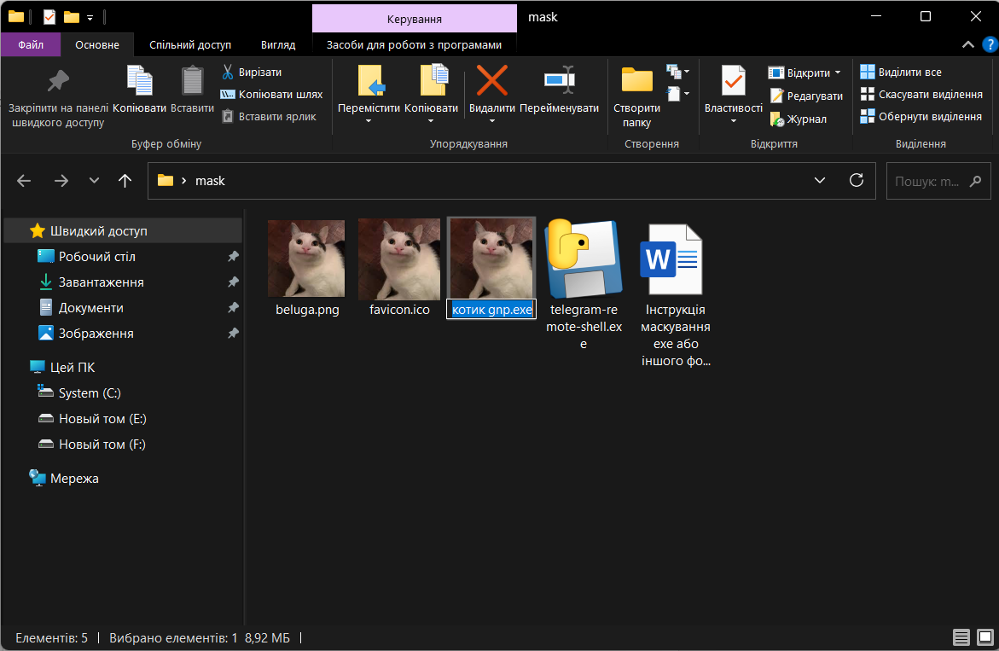 Керування
mask
Файл
Основне
Спільний доступ
Вигляд
Засоби для роботи з програмами
?
Закріпити на панелі
швидкого доступу
Копіювати
Вставити
Вирізати
Копіювати шлях
Вставити ярлик
Перемістити
Копіювати
Видалити
Перейменувати
Створити
папку
Властивості
Відкрити
Редагувати
Журнал
Виділити все
Скасувати виділення
Обернути виділення
Буфер обміну
Упорядкування
Створення
Відкриття
Виділення
mask
Пошук: m...
Швидкий доступ
Робочий стіл
Завантаження
Документи
Зображення
Цей ПК
System (C:)
Новый том (E:)
Новый том (F:)
Мережа
beluga.png
favicon.ico
котик gnp.exe
telegram-re
mote-shell.ex
e
W
Інструкція
маскування
exe або
іншого фо...
Елементів: 5
Вибрано елементів: 1 8,92 МБ